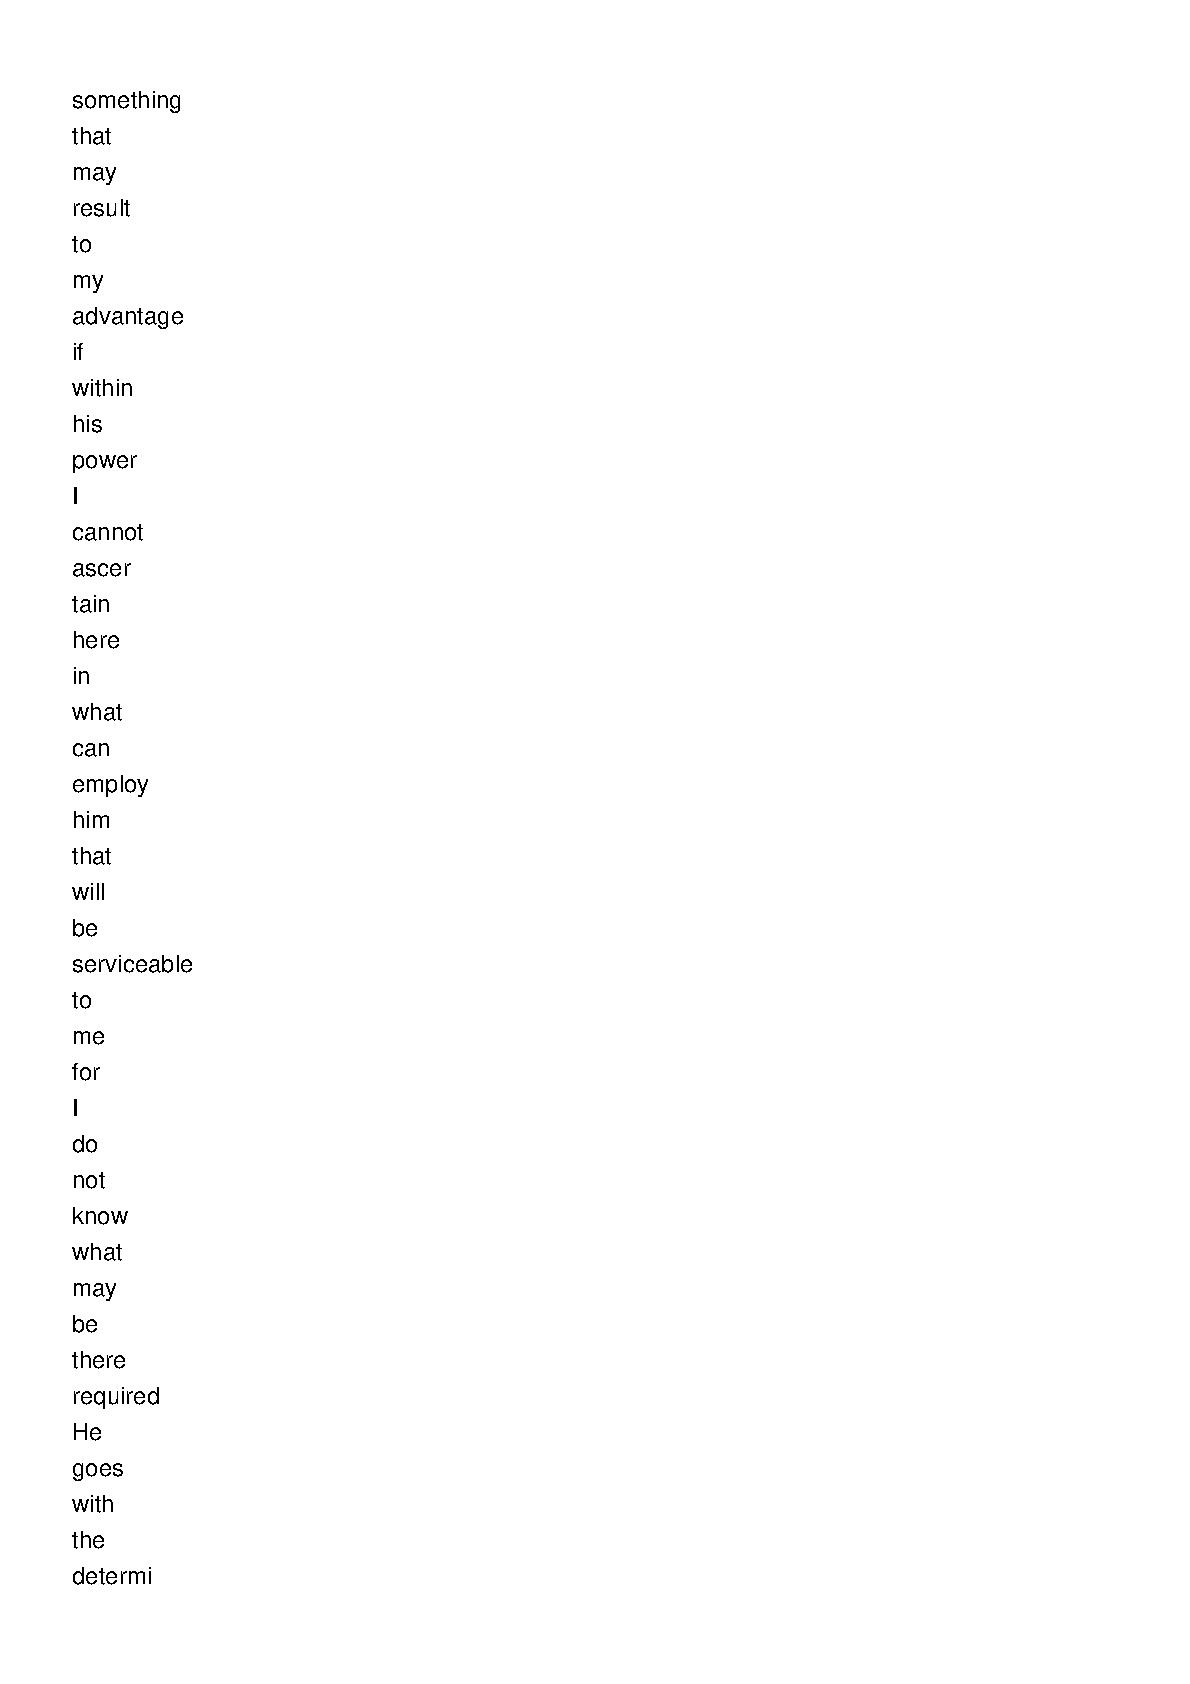 something
that
may
result
to
my
advantage
if
within
his
power
I
cannot
ascer
tain
here
in
what
can
employ
him
that
will
be
serviceable
to
me
for
I
do
not
know
what
may
be
there
required
He
goes
with
the
determi